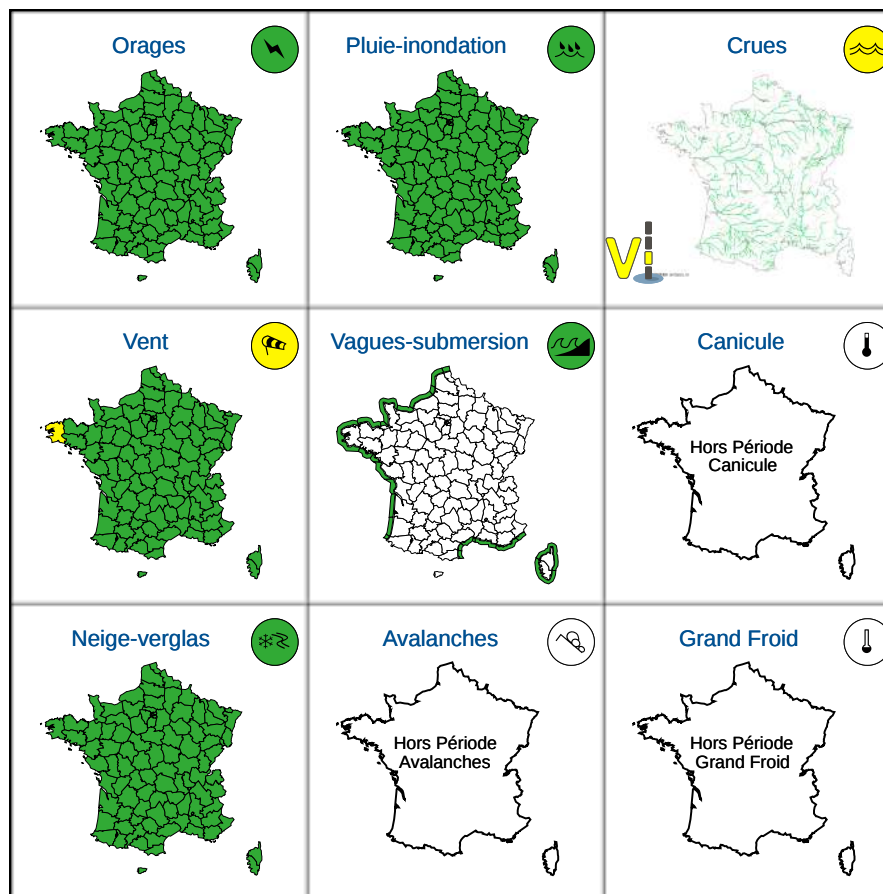 Orages
Pluie-inondation
Crues
Vi
Vent
Vagues-submersion
Canicule
Hors Période
Canicule
Neige-verglas
Avalanches
Grand Froid
Hors Période
Avalanches
Hors Période
Grand Froid